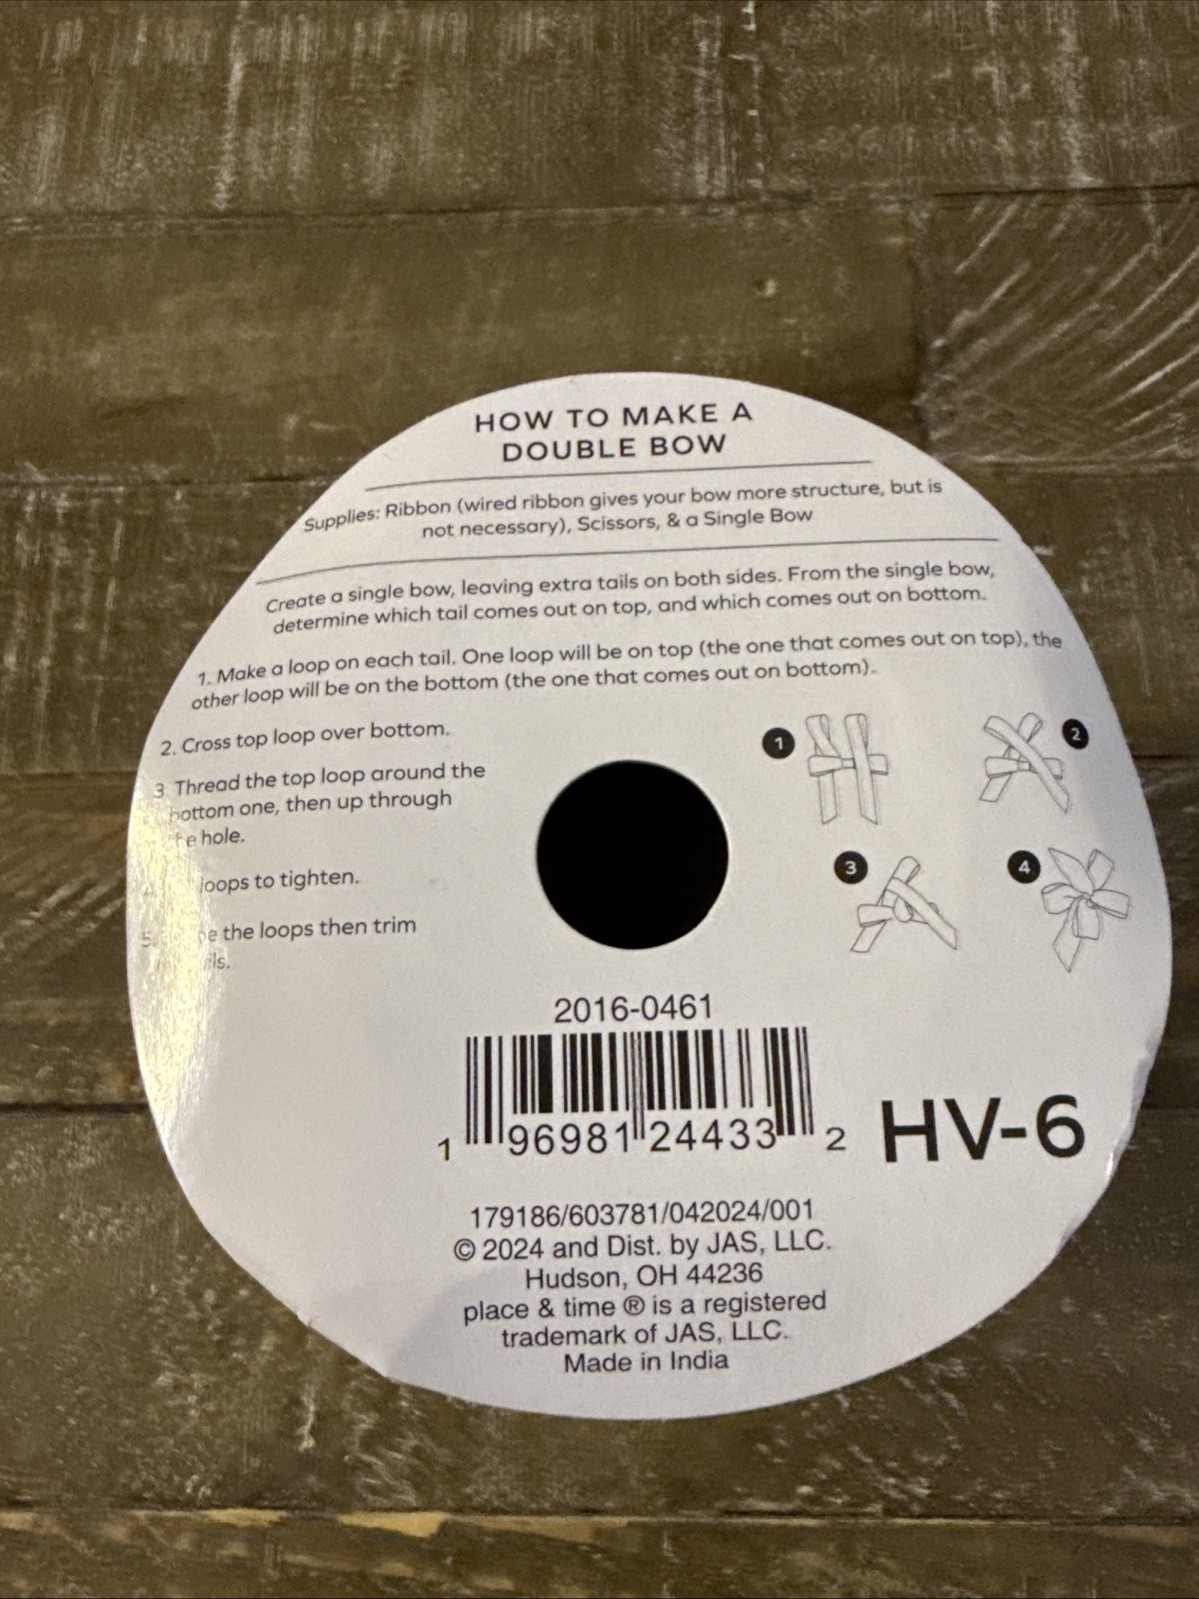 HOW TO MAKE A
DOUBLE BOW
Supplies: Ribbon (wired ribbon gives your bow more structure, but is
not necessary), Scissors, & a Single Bow
Create a single bow, leaving extra tails on both sides. From the single bow,
determine which tail comes out on top, and which comes out on bottom.
1. Make a loop on each tail. One loop will be on top (the one that comes out on top), the
other loop will be on the bottom (the one that comes out on bottom).
2. Cross top loop over bottom.
3 Thread the top loop around the
bottom one, then up through
hole.
loops to tighten.
5. the loops then trim
1
2
3
4
2016-0461
1 96981 24433 2
HV-6
179186/603781/042024/001
© 2024 and Dist. by JAS, LLC.
Hudson, OH 44236
place & time ® is a registered
trademark of JAS, LLC.
Made in India